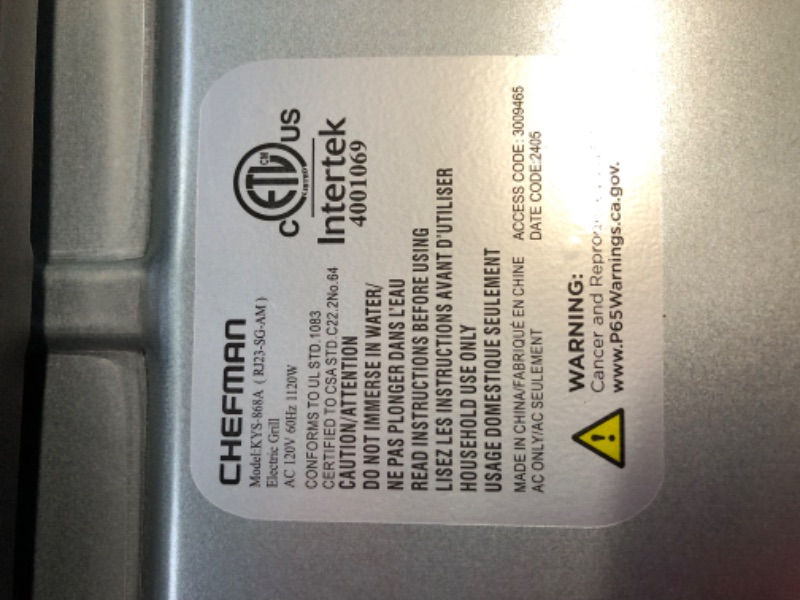 CHEFMAN
Model:KYS-868A ( RJ23-SG-AM )
Electric Grill
AC 120V 60Hz 1120W
C ETL CM US
Intertek
4001069
CONFORMS TO UL STD.1083
CERTIFIED TO CSA STD.C22.2No.64
CAUTION/ATTENTION
DO NOT IMMERSE IN WATER/
NE PAS PLONGER DANS L'EAU
READ INSTRUCTIONS BEFORE USING
LISEZ LES INSTRUCTIONS AVANT D'UTILISER
HOUSEHOLD USE ONLY
USAGE DOMESTIQUE SEULEMENT
MADE IN CHINA/FABRIQUÉ EN CHINE ACCESS CODE: 3009465
AC ONLY/AC SEULEMENT DATE CODE:2405
WARNING:
Cancer and
www.P65Warnings.ca.gov.